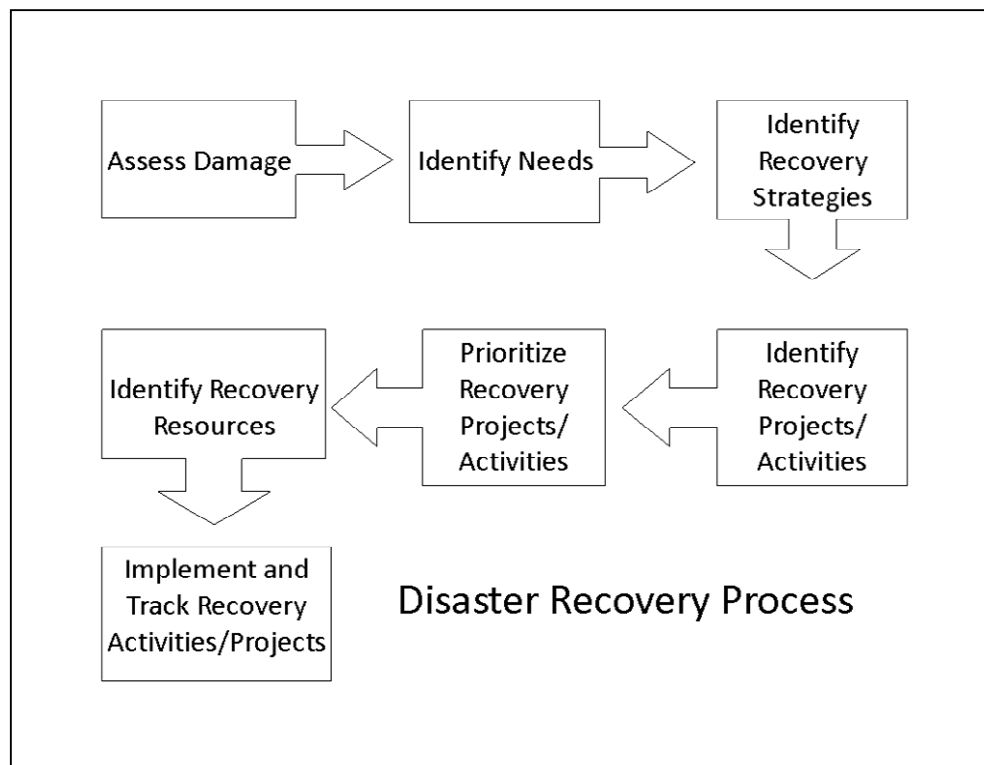 Assess Damage
Identify Needs
Identify
Recovery
Strategies
Identify
Recovery
Projects/
Activities
Prioritize
Recovery
Projects/
Activities
Identify Recovery
Resources
Implement and
Track Recovery
Activities/Projects
Disaster Recovery Process